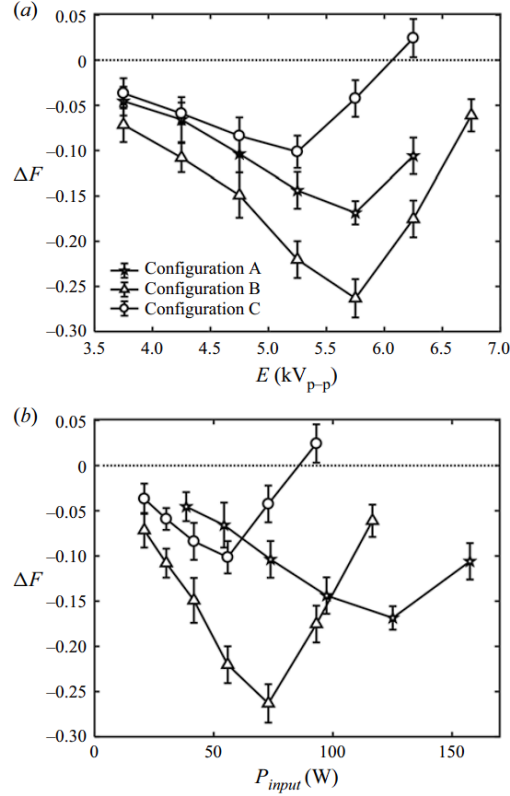 (a)
0.05
0
−0.05
−0.10
−0.15
−0.20
−0.25
−0.30
ΔF
Configuration A
Configuration B
Configuration C
3.5 4.0 4.5 5.0 5.5 6.0 6.5 7.0
E (kVp–p)
(b)
0.05
0
−0.05
−0.10
−0.15
−0.20
−0.25
−0.30
ΔF
0 50 100 150
Pinput (W)